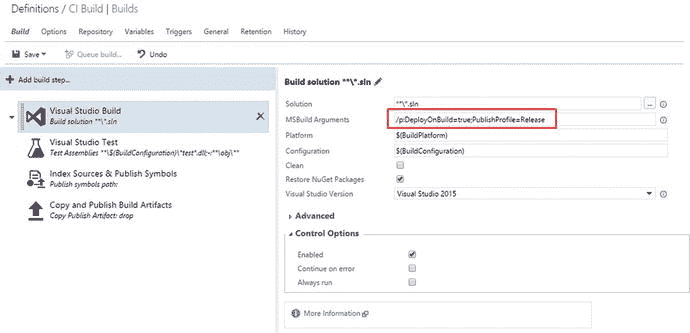 Definitions / CI Build | Builds
Build Options Repository Variables Triggers General Retention History
Save Queue build... Undo
Add build step...
Visual Studio Build
Build solution **\*.sln
Visual Studio Test
Test Assemblies **\$(BuildConfiguration)\*test*.dll;-:**\obj\**
Index Sources & Publish Symbols
Publish symbols path:
Copy and Publish Build Artifacts
Copy Publish Artifact: drop
Build solution **\*.sln
Solution **\*.sln ...
MSBuild Arguments /p:DeployOnBuild=true;PublishProfile=Release
Platform $(BuildPlatform)
Configuration $(BuildConfiguration)
Clean
Restore NuGet Packages
Visual Studio Version Visual Studio 2015
Advanced
Control Options
Enabled
Continue on error
Always run
More Information